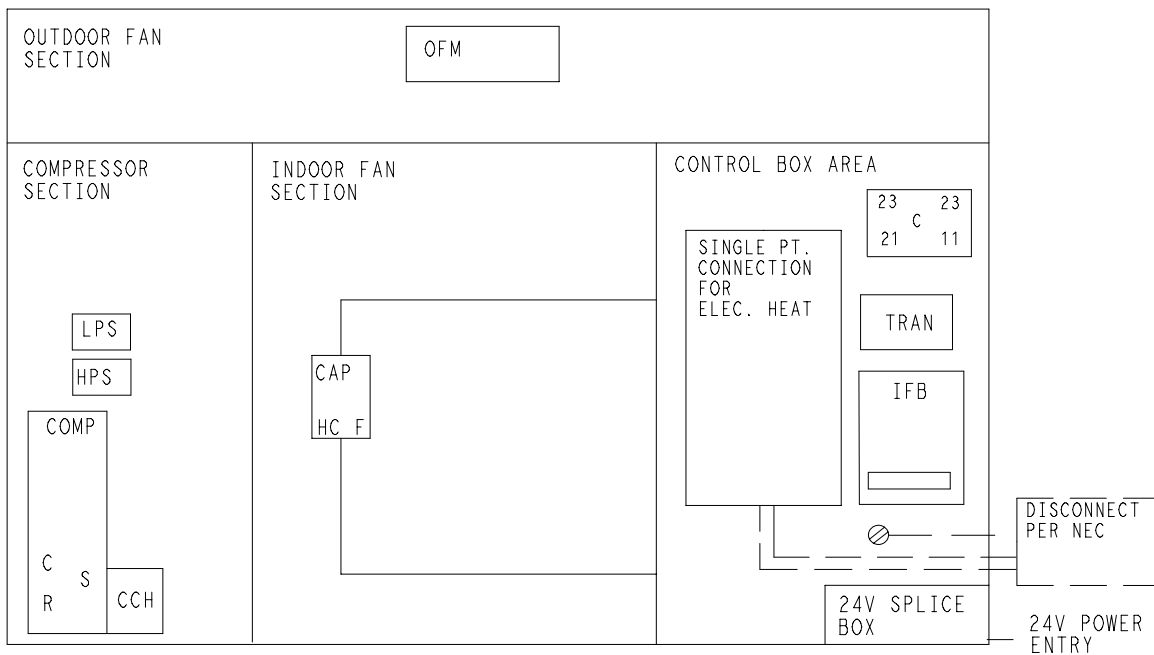 OUTDOOR FAN
SECTION
OFM
COMPRESSOR
SECTION
LPS
HPS
COMP
C
S
R
CCH
INDOOR FAN
SECTION
CAP
HC F
CONTROL BOX AREA
23 23
C
21 11
SINGLE PT.
CONNECTION
FOR
ELEC. HEAT
TRAN
IFB
DISCONNECT
PER NEC
24V SPLICE
BOX
24V POWER
ENTRY